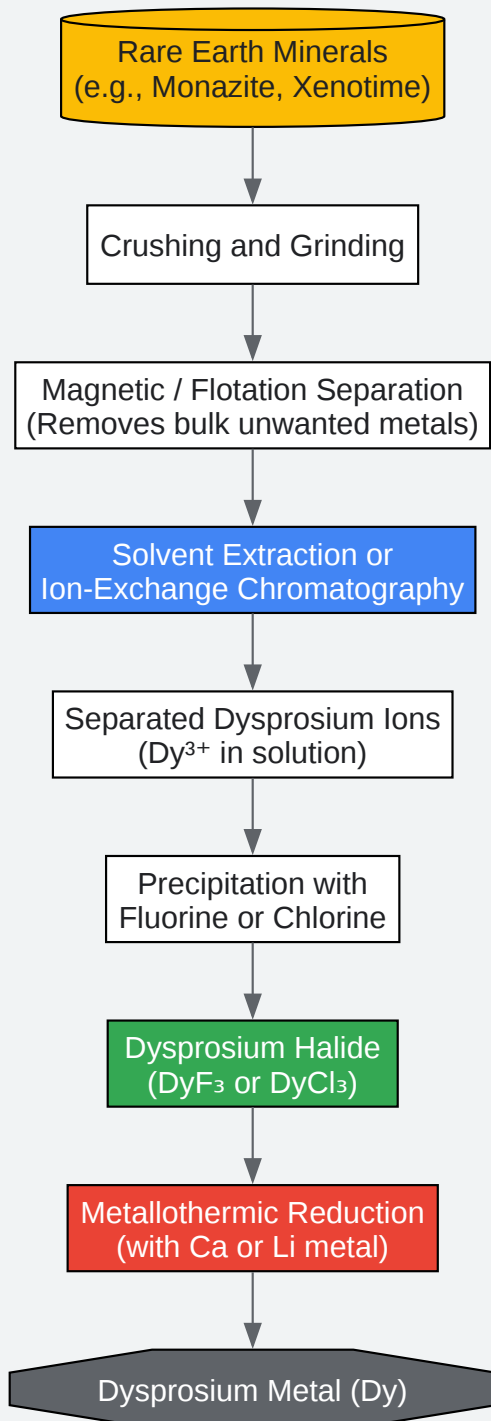 Rare Earth Minerals
(e.g., Monazite, Xenotime)
Crushing and Grinding
Magnetic / Flotation Separation
(Removes bulk unwanted metals)
Solvent Extraction or
Ion-Exchange Chromatography
Separated Dysprosium Ions
(Dy³⁺ in solution)
Precipitation with
Fluorine or Chlorine
Dysprosium Halide
(DyF₃ or DyCl₃)
Metallothermic Reduction
(with Ca or Li metal)
Dysprosium Metal (Dy)